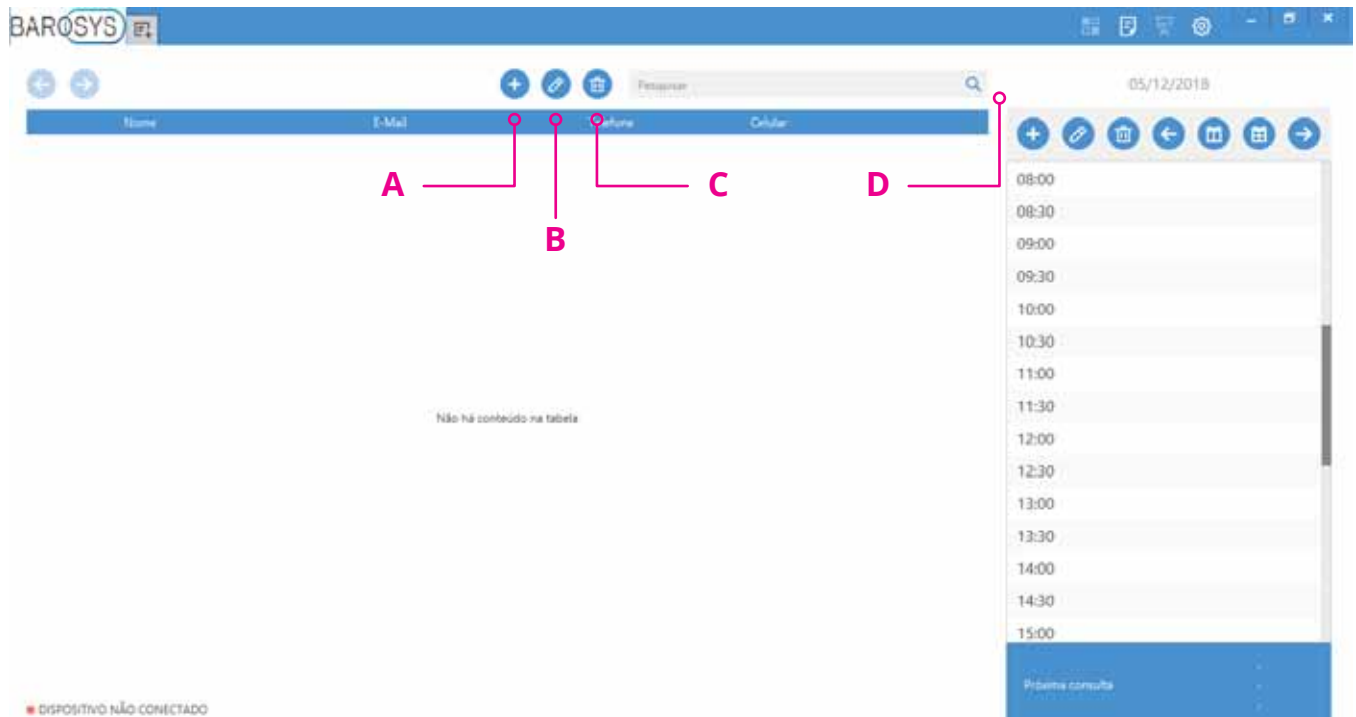 BAROSYS
Pesquisar
05/12/2018
Nome E-Mail Telefone Celular
A
B
C
D
08:00
08:30
09:00
09:30
10:00
10:30
11:00
11:30
12:00
12:30
13:00
13:30
14:00
14:30
15:00
Não há conteúdo na tabela
Próxima consulta
DISPOSITIVO NÃO CONECTADO